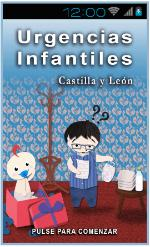 12:00
Urgencias
Infantiles
Castilla y León
??
PULSE PARA COMENZAR